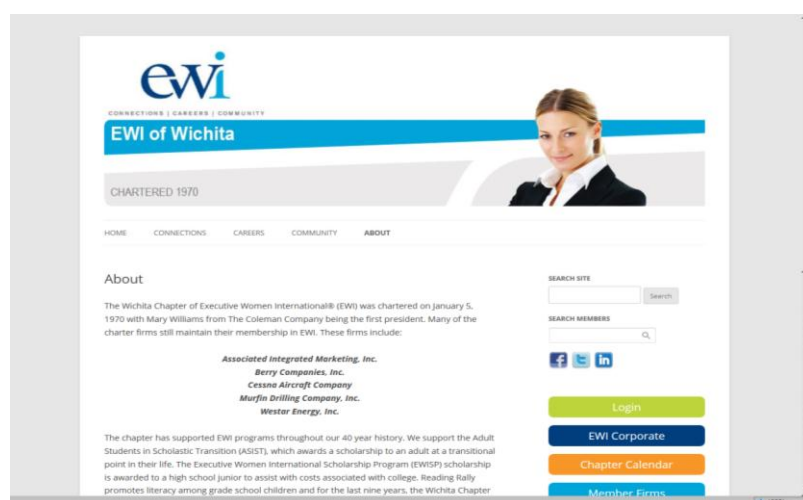 ewi
CONNECTIONS | CAREERS | COMMUNITY
EWI of Wichita
CHARTERED 1970
HOME CONNECTIONS CAREERS COMMUNITY ABOUT
About
The Wichita Chapter of Executive Women International® (EWI) was chartered on January 5,
1970 with Mary Williams from The Coleman Company being the first president. Many of the
charter firms still maintain their membership in EWI. These firms include:
Associated Integrated Marketing, Inc.
Berry Companies, Inc.
Cessna Aircraft Company
Murfin Drilling Company, Inc.
Westar Energy, Inc.
The chapter has supported EWI programs throughout our 40 year history. We support the Adult
Students in Scholastic Transition (ASIST), which awards a scholarship to an adult at a transitional
point in their life. The Executive Women International Scholarship Program (EWISP) scholarship
is awarded to a high school junior to assist with costs associated with college. Reading Rally
promotes literacy among grade school children and for the last nine years, the Wichita Chapter
SEARCH SITE
Search
SEARCH MEMBERS
Login
EWI Corporate
Chapter Calendar
Member Firms